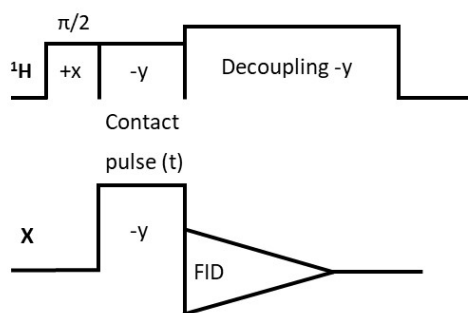 π/2
¹H
+x
-y
Decoupling -y
Contact
pulse (t)
X
-y
FID